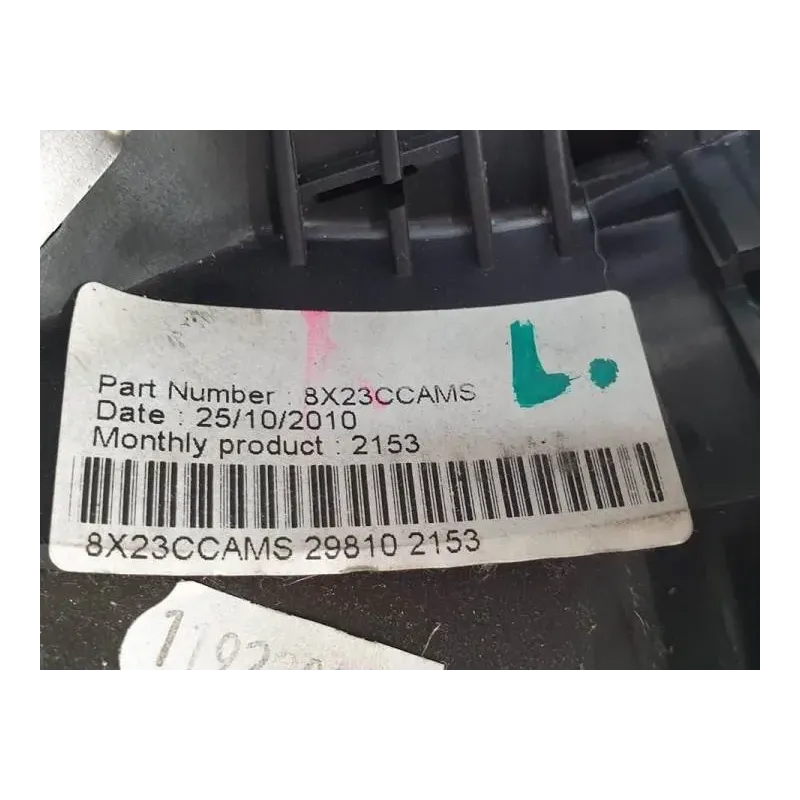 L.
Part Number : 8X23CCAMS
Date : 25/10/2010
Monthly product : 2153
8X23CCAMS 29810 2153